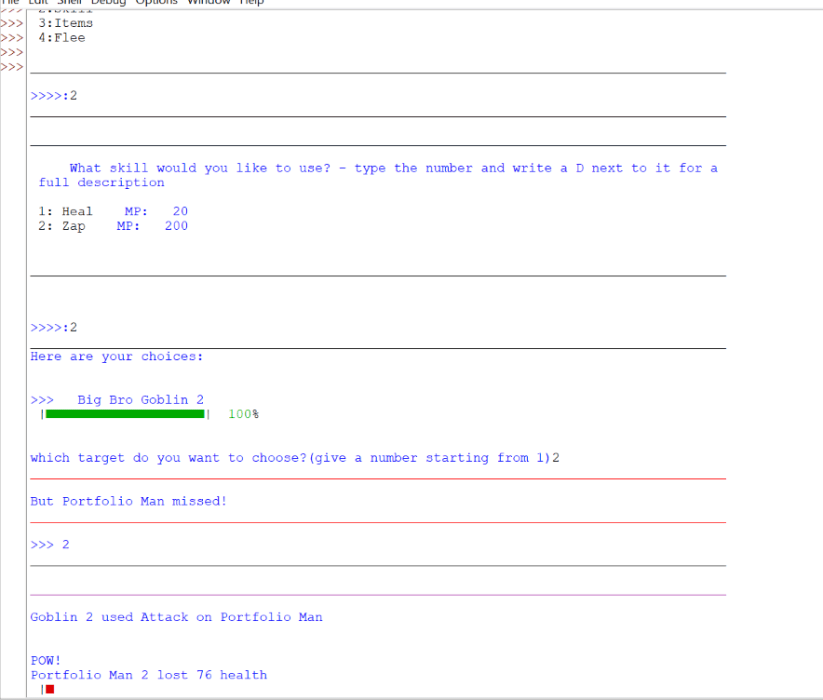 File Edit Shell Debug Options Window Help
>>> 2:Skill
>>> 3:Items
>>> 4:Flee
>>>
>>>
>>>>:2
What skill would you like to use? - type the number and write a D next to it for a
full description
1: Heal MP: 20
2: Zap MP: 200
>>>>:2
Here are your choices:
>>> Big Bro Goblin 2
| | 100%
which target do you want to choose?(give a number starting from 1)2
But Portfolio Man missed!
>>> 2
Goblin 2 used Attack on Portfolio Man
POW!
Portfolio Man 2 lost 76 health
|